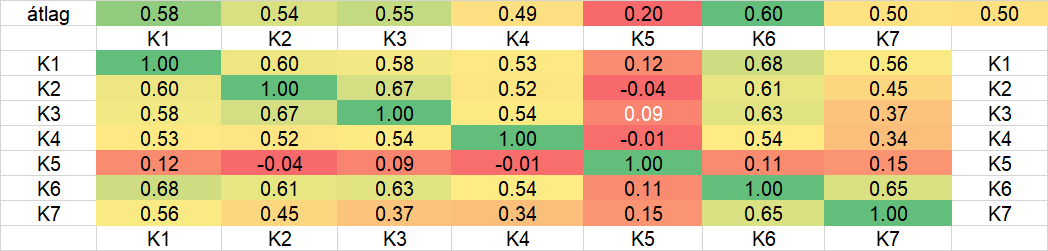 átlag 0.58 0.54 0.55 0.49 0.20 0.60 0.50 0.50
K1 K2 K3 K4 K5 K6 K7
K1 1.00 0.60 0.58 0.53 0.12 0.68 0.56 K1
K2 0.60 1.00 0.67 0.52 -0.04 0.61 0.45 K2
K3 0.58 0.67 1.00 0.54 0.09 0.63 0.37 K3
K4 0.53 0.52 0.54 1.00 -0.01 0.54 0.34 K4
K5 0.12 -0.04 0.09 -0.01 1.00 0.11 0.15 K5
K6 0.68 0.61 0.63 0.54 0.11 1.00 0.65 K6
K7 0.56 0.45 0.37 0.34 0.15 0.65 1.00 K7
K1 K2 K3 K4 K5 K6 K7